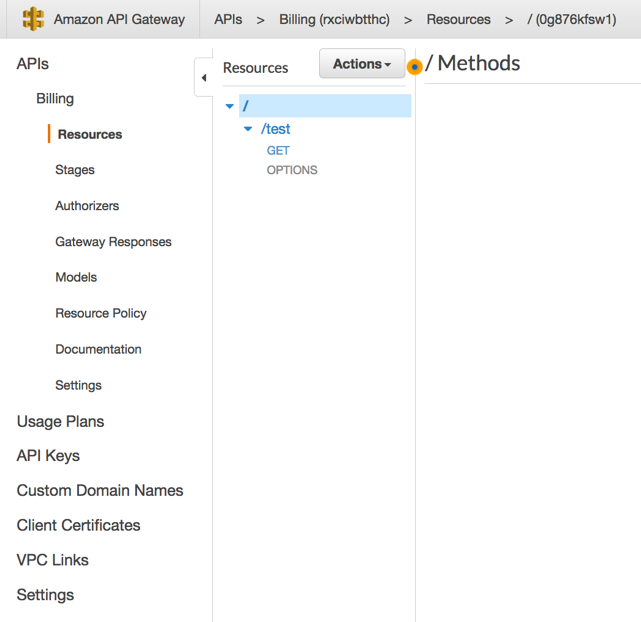 Amazon API Gateway
APIs > Billing (rxciwbtthc) > Resources > / (0g876kfsw1)
APIs
Billing
Resources
Stages
Authorizers
Gateway Responses
Models
Resource Policy
Documentation
Settings
Usage Plans
API Keys
Custom Domain Names
Client Certificates
VPC Links
Settings
Resources
Actions
/
/test
GET
OPTIONS
/ Methods